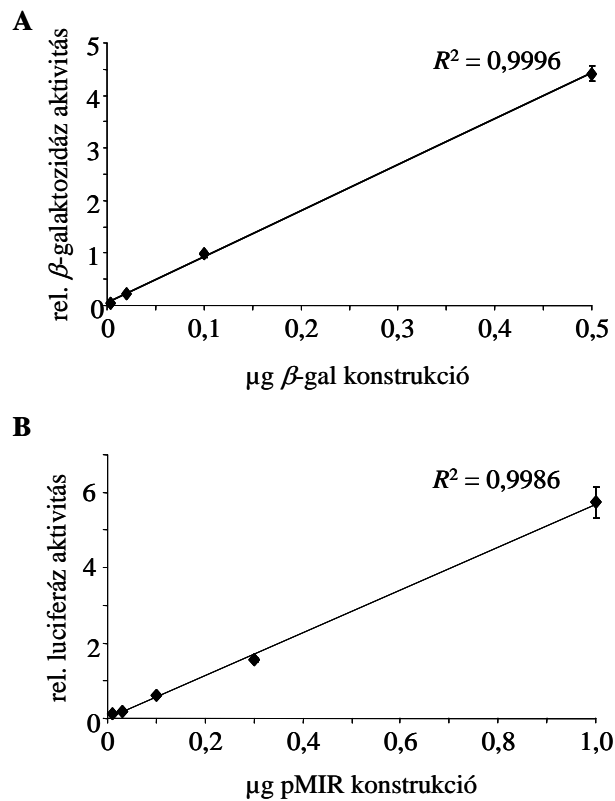 A
rel. β-galaktozidáz aktivitás
5
4
3
2
1
0
R² = 0,9996
0 0,1 0,2 0,3 0,4 0,5
µg β-gal konstrukció
B
rel. luciferáz aktivitás
6
4
2
0
R² = 0,9986
0 0,2 0,4 0,6 0,8 1,0
µg pMIR konstrukció